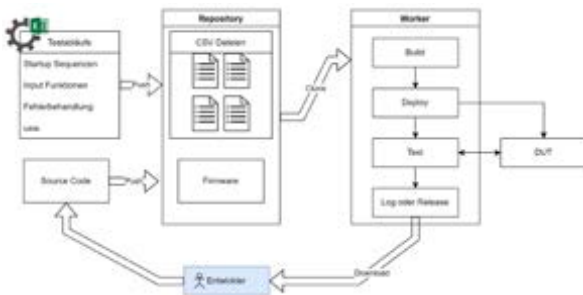 Testabläufe
Startup Sequenzen
Input Funktionen
Fehlerbehandlung
usw.
Push
Repository
CSV Dateien
Clone
Worker
Build
Deploy
Test
DUT
Log oder Release
Source Code
Push
Firmware
Download
Entwickler